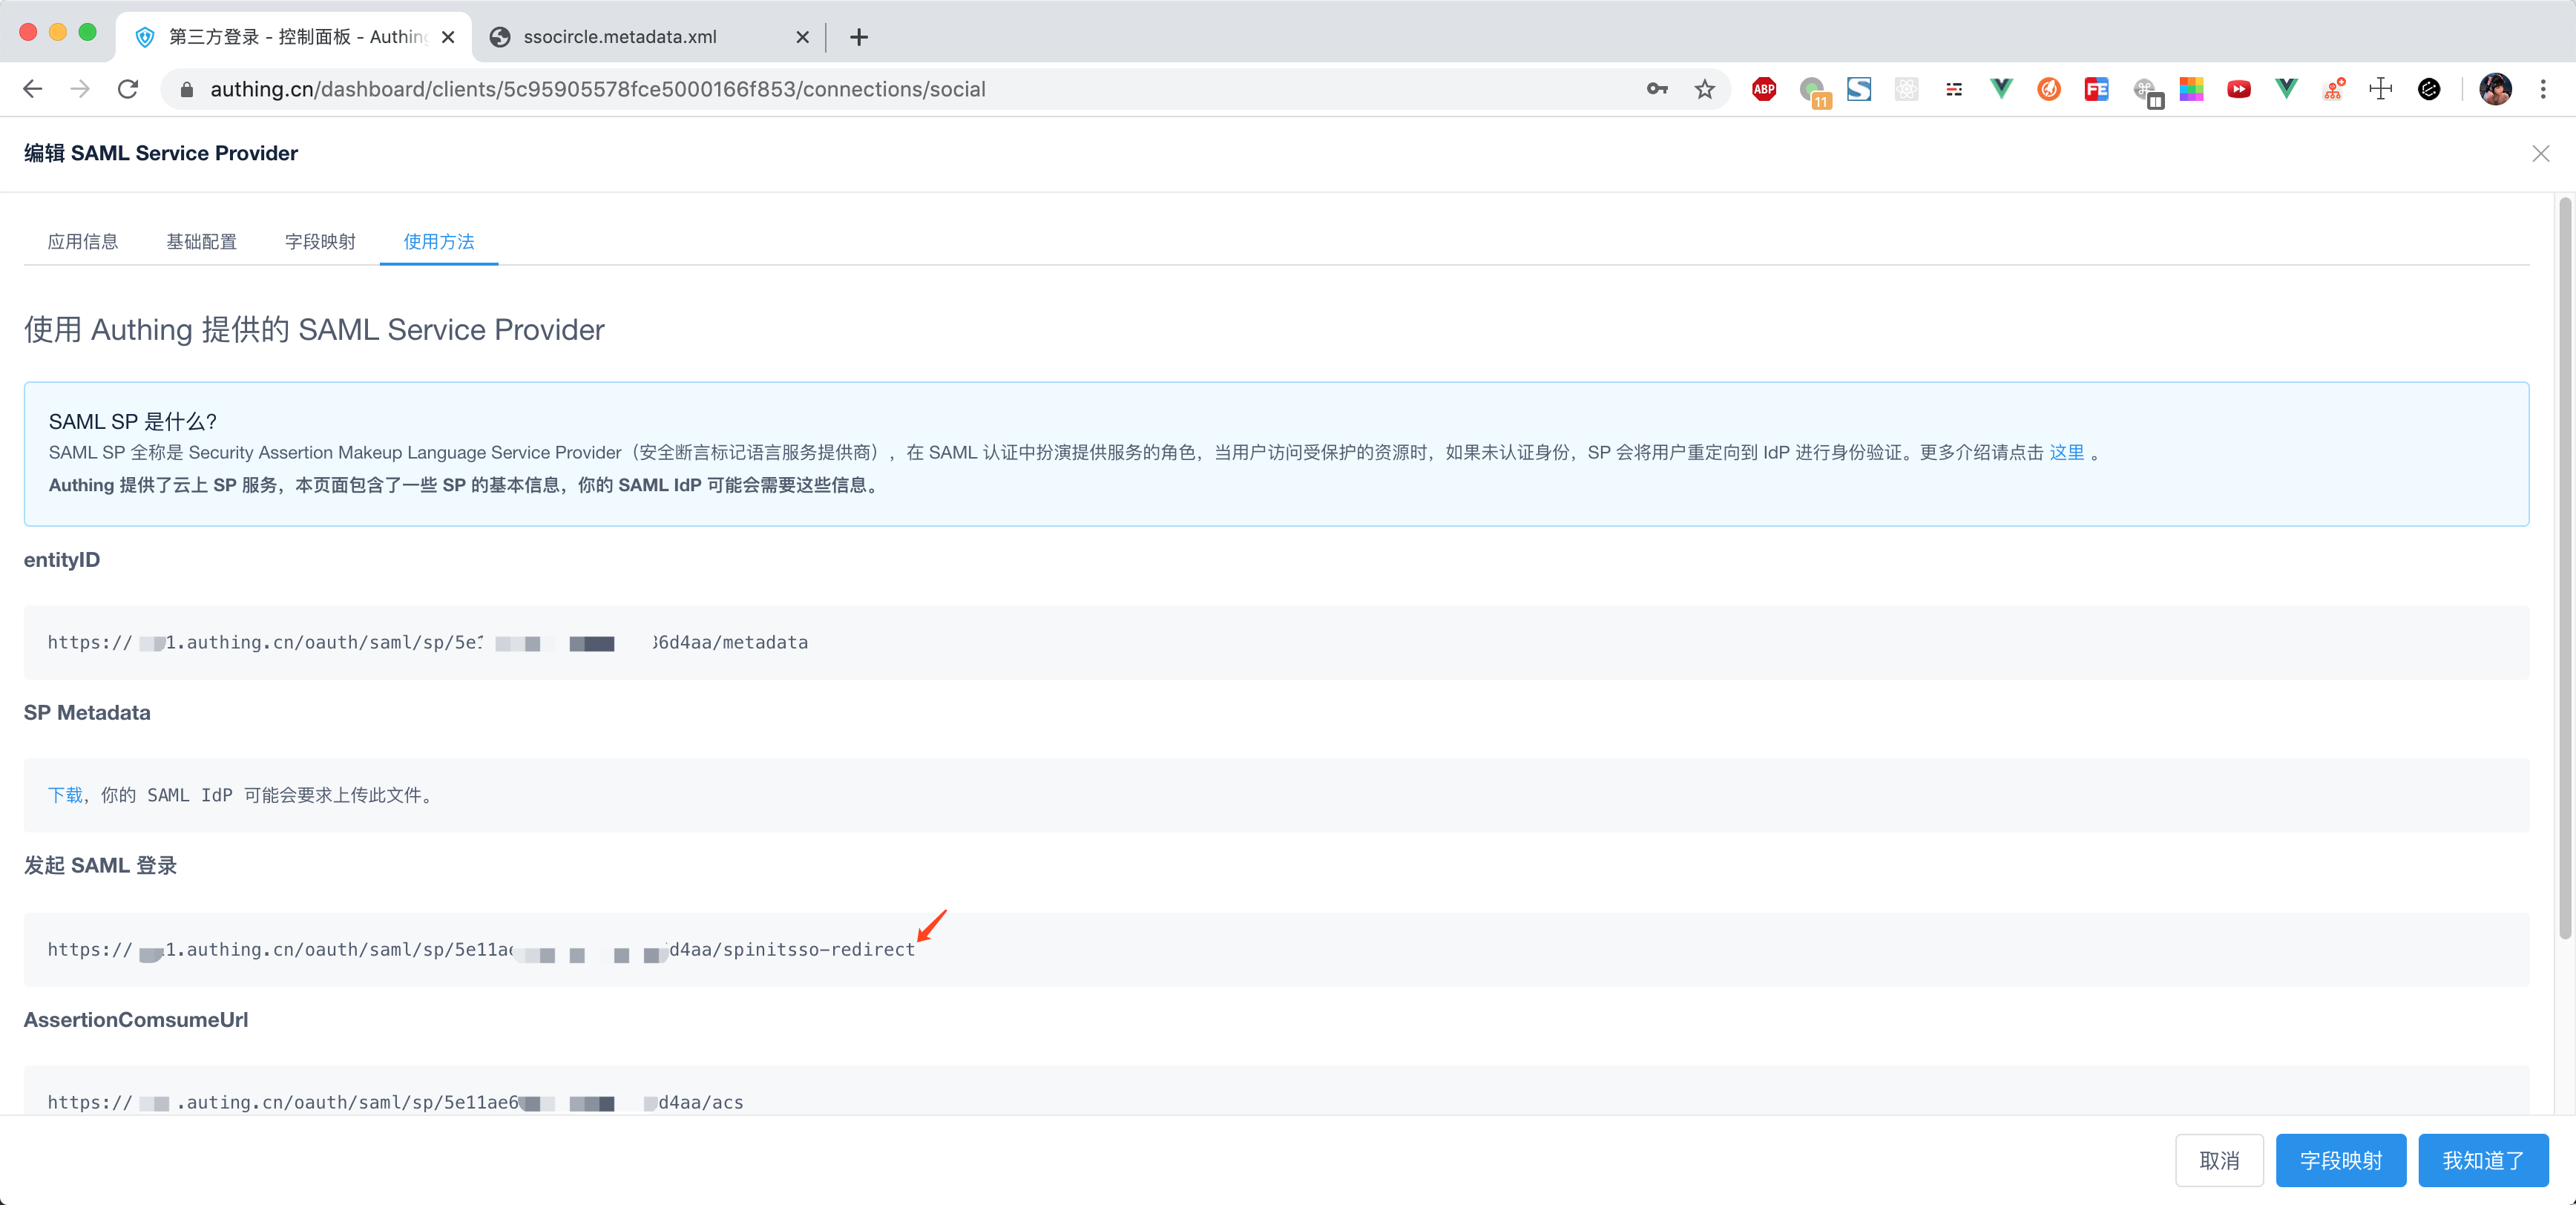 第三方登录 - 控制面板 - Authing
ssocircle.metadata.xml
authing.cn/dashboard/clients/5c95905578fce5000166f853/connections/social
ABP
11
FE
编辑 SAML Service Provider
应用信息
基础配置
字段映射
使用方法
使用 Authing 提供的 SAML Service Provider
SAML SP 是什么?
SAML SP 全称是 Security Assertion Makeup Language Service Provider（安全断言标记语言服务提供商），在 SAML 认证中扮演提供服务的角色，当用户访问受保护的资源时，如果未认证身份，SP 会将用户重定向到 IdP 进行身份验证。更多介绍请点击 这里 。
Authing 提供了云上 SP 服务，本页面包含了一些 SP 的基本信息，你的 SAML IdP 可能会需要这些信息。
entityID
https:// 1.authing.cn/oauth/saml/sp/5e1 36d4aa/metadata
SP Metadata
下载，你的 SAML IdP 可能会要求上传此文件。
发起 SAML 登录
https:// 1.authing.cn/oauth/saml/sp/5e11ae d4aa/spinitsso-redirect
AssertionComsumeUrl
https:// .auting.cn/oauth/saml/sp/5e11ae6 d4aa/acs
取消
字段映射
我知道了